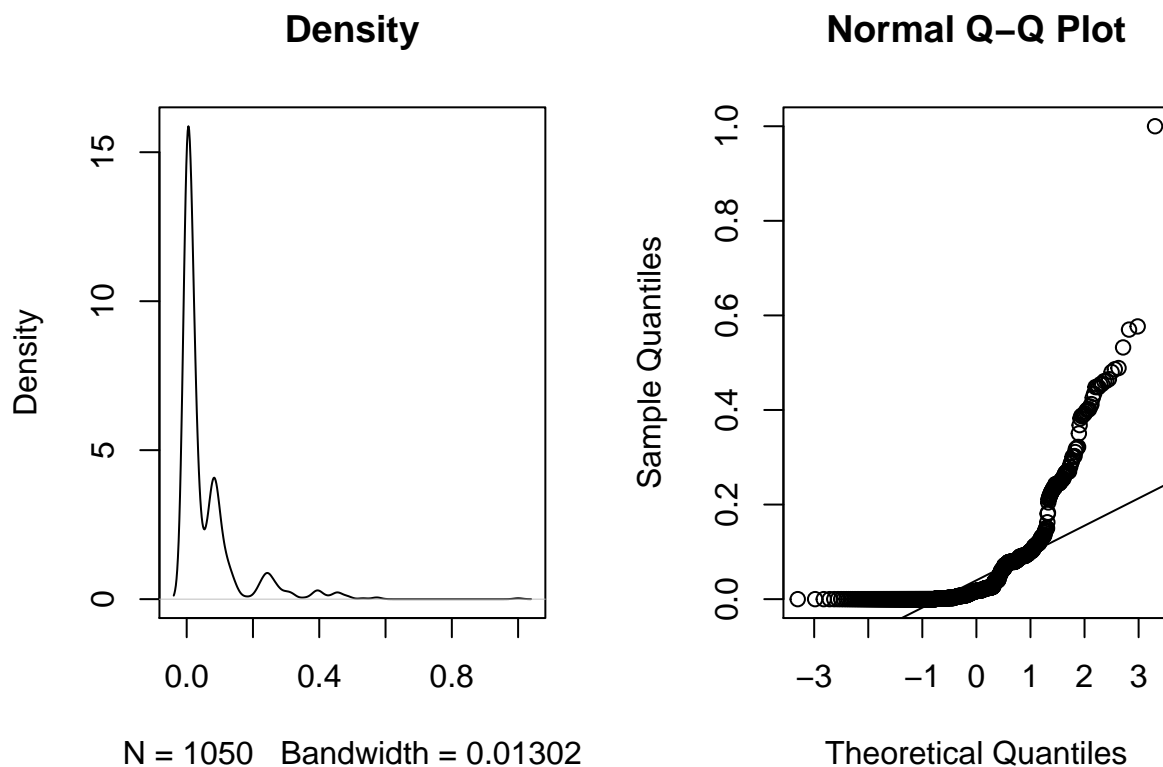 Density
Density
0
5
10
15
0.0 0.4 0.8
N = 1050 Bandwidth = 0.01302
Normal Q−Q Plot
Sample Quantiles
0.0
0.2
0.4
0.6
0.8
1.0
−3 −1 0 1 2 3
Theoretical Quantiles